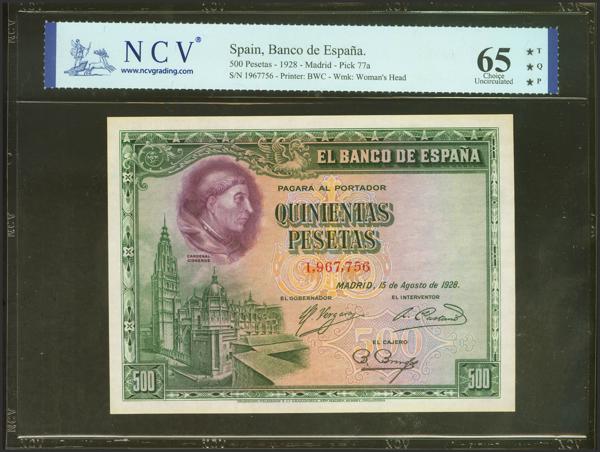 NCV®
www.ncvgrading.com
Spain, Banco de España.
500 Pesetas - 1928 - Madrid - Pick 77a
S/N 1967756 - Printer: BWC - Wmk: Woman's Head
65
Choice
Uncirculated
★ T
★ Q
★ P
EL BANCO DE ESPAÑA
PAGARÁ AL PORTADOR
QUINIENTAS
PESETAS
1,967,756
CARDENAL
CISNEROS
MADRID, 15 de Agosto de 1928.
EL GOBERNADOR
EL INTERVENTOR
500
EL CAJERO
500
500